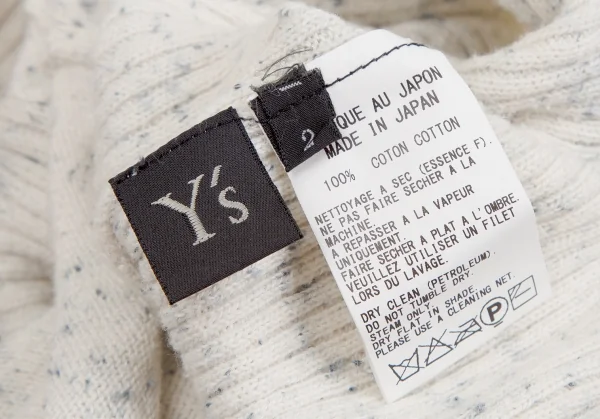 Y's
2
QUE AU JAPON
MADE IN JAPAN
100% COTON COTTON
NETTOYAGE A SEC (ESSENCE F).
NE PAS FAIRE SECHER A LA
MACHINE.
A REPASSER A LA VAPEUR
UNIQUEMENT.
FAIRE SECHER A PLAT A L'OMBRE.
VEUILLEZ UTILISER UN FILET
LORS DU LAVAGE.
DRY CLEAN (PETROLEUM).
DO NOT TUMBLE DRY.
STEAM ONLY.
DRY FLAT IN SHADE.
PLEASE USE A CLEANING NET.
P